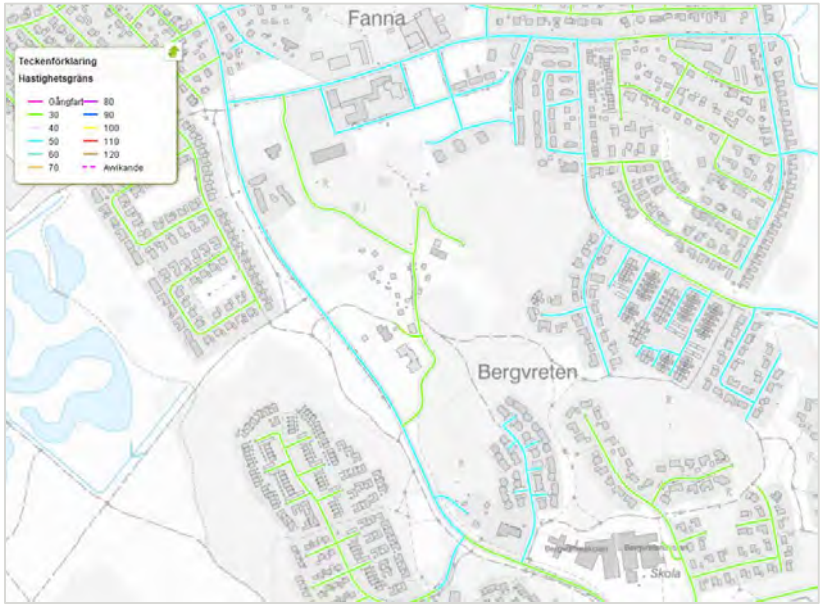 Fanna
Teckenförklaring
Hastighetsgräns
Gångfart 80
30 90
40 100
50 110
60 120
70 Avvikande
Bergvreten
Skola